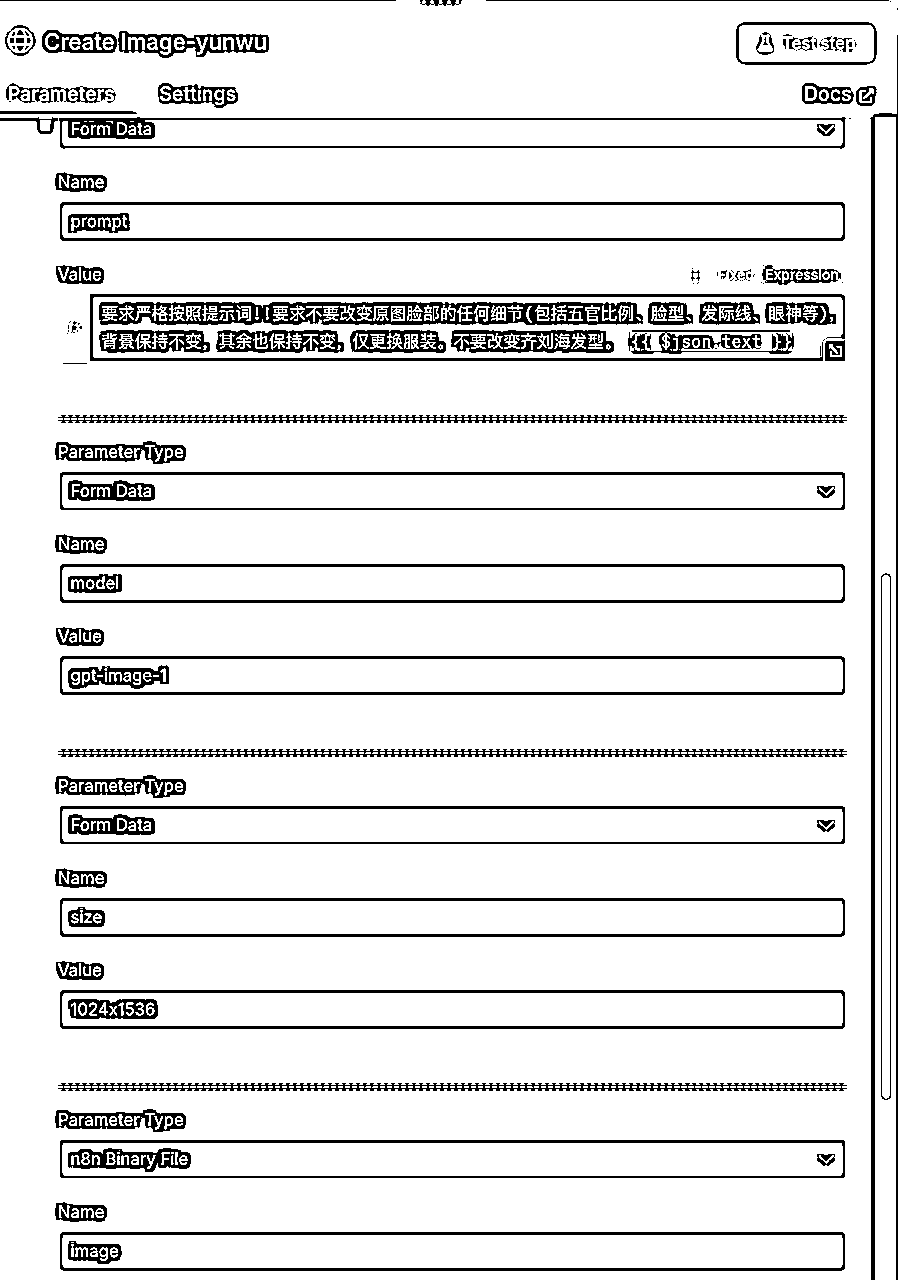 Create Image-yunwu
Test step
Parameters
Settings
Docs
Form Data
Name
prompt
Value
Fixed
Expression
要求严格按照提示词!!要求不要改变原图脸部的任何细节(包括五官比例、脸型、发际线、眼神等),
背景保持不变,其余也保持不变,仅更换服装。不要改变齐刘海发型。 {{ $json.text }}
Parameter Type
Form Data
Name
model
Value
gpt-image-1
Parameter Type
Form Data
Name
size
Value
1024x1536
Parameter Type
n8n Binary File
Name
image